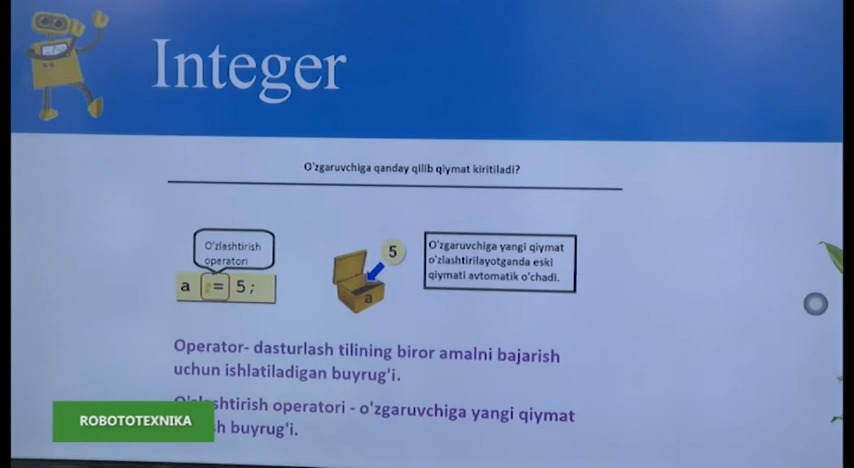 Integer
O'zgaruvchiga qanday qilib qiymat kiritiladi?
O'zlashtirish
operatori
a := 5;
5
a
O'zgaruvchiga yangi qiymat
o'zlashtirilayotganda eski
qiymati avtomatik o'chadi.
Operator- dasturlash tilining biror amalni bajarish
uchun ishlatiladigan buyrug'i.
O'zlashtirish operatori - o'zgaruvchiga yangi qiymat
buyrug'i.
ROBOTOTEXNIKA